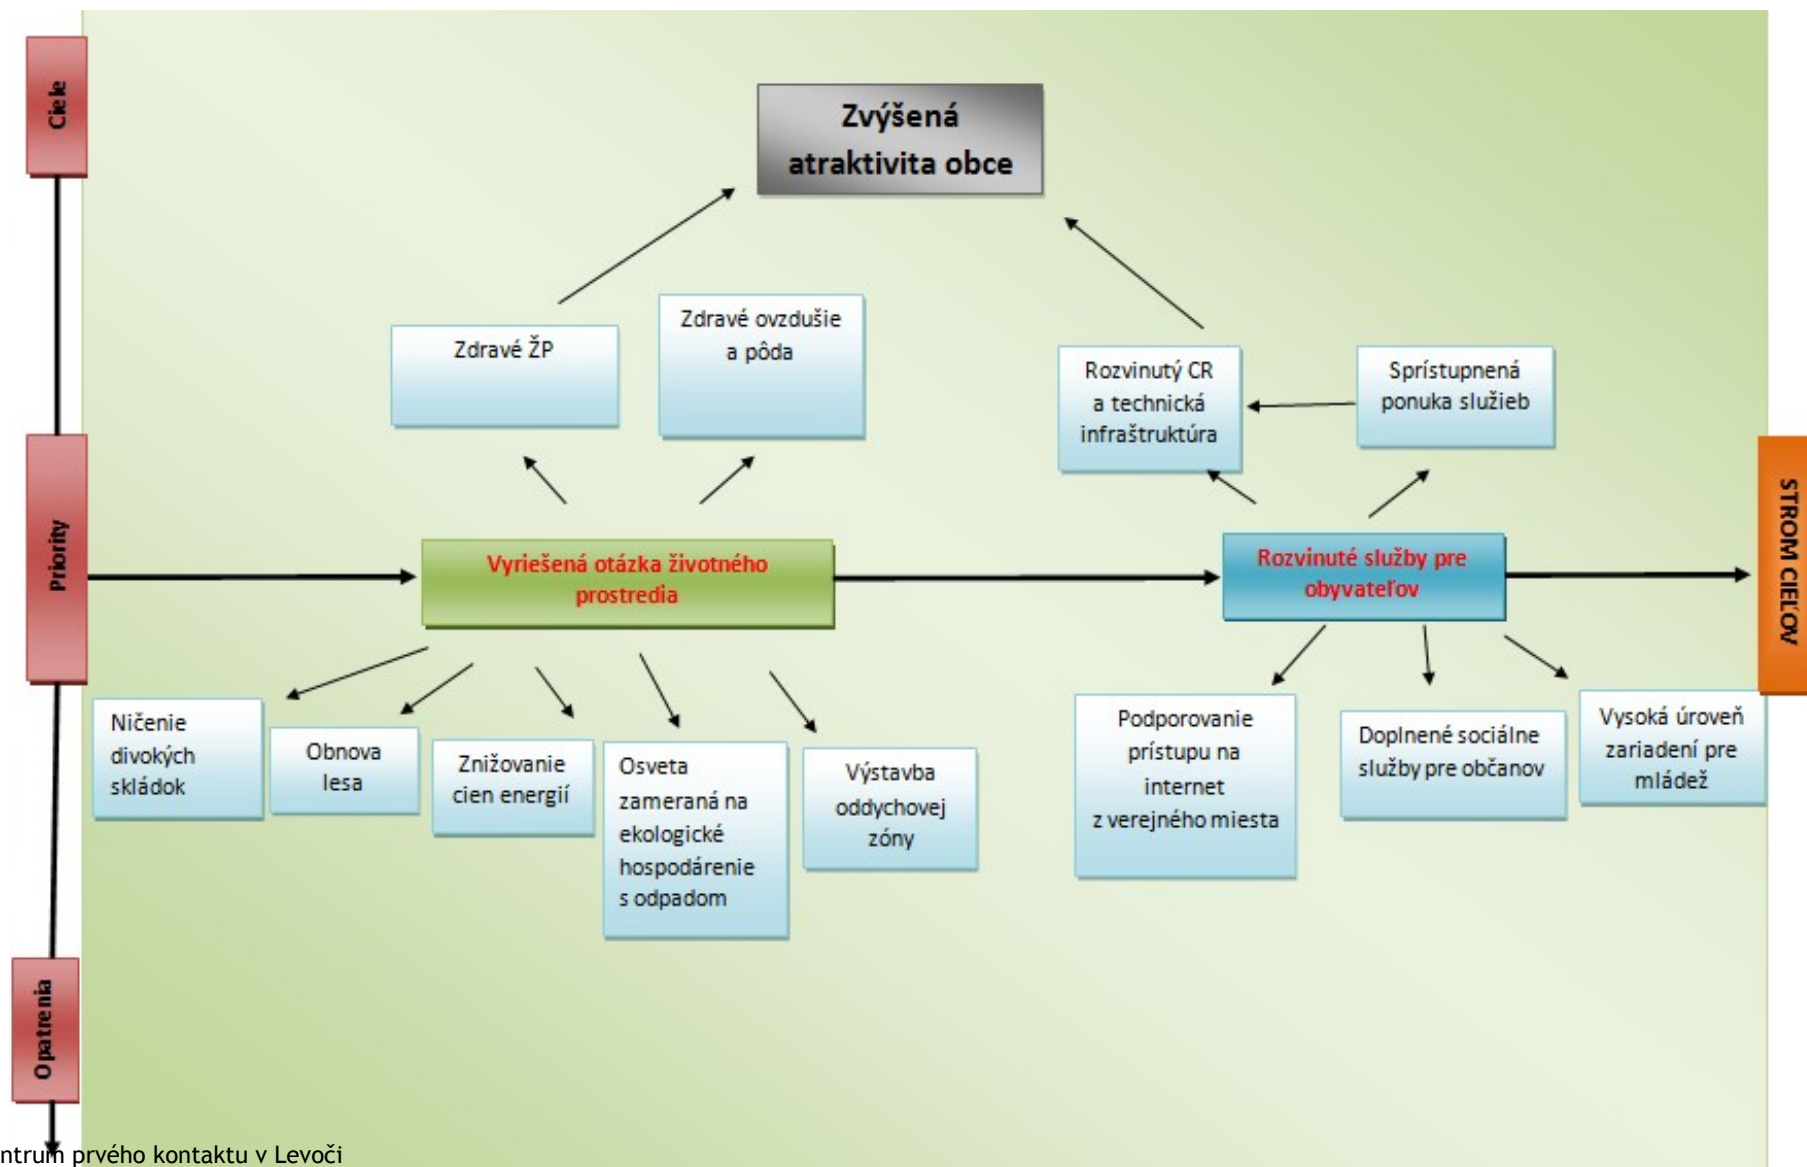 Ciele
Zvýšená
atraktivita obce
Zdravé ŽP
Zdravé ovzdušie
a pôda
Rozvinutý CR
a technická
infraštruktúra
Sprístupnená
ponuka služieb
Priority
Vyriešená otázka životného
prostredia
Rozvinuté služby pre
obyvateľov
STROM CIEĽOV
Ničenie
divokých
skládok
Obnova
lesa
Znižovanie
cien energií
Osveta
zameraná na
ekologické
hospodárenie
s odpadom
Výstavba
oddychovej
zóny
Podporovanie
prístupu na
internet
z verejného miesta
Doplnené sociálne
služby pre občanov
Vysoká úroveň
zariadení pre
mládež
Opatrenia
ntrum prvého kontaktu v Levoči